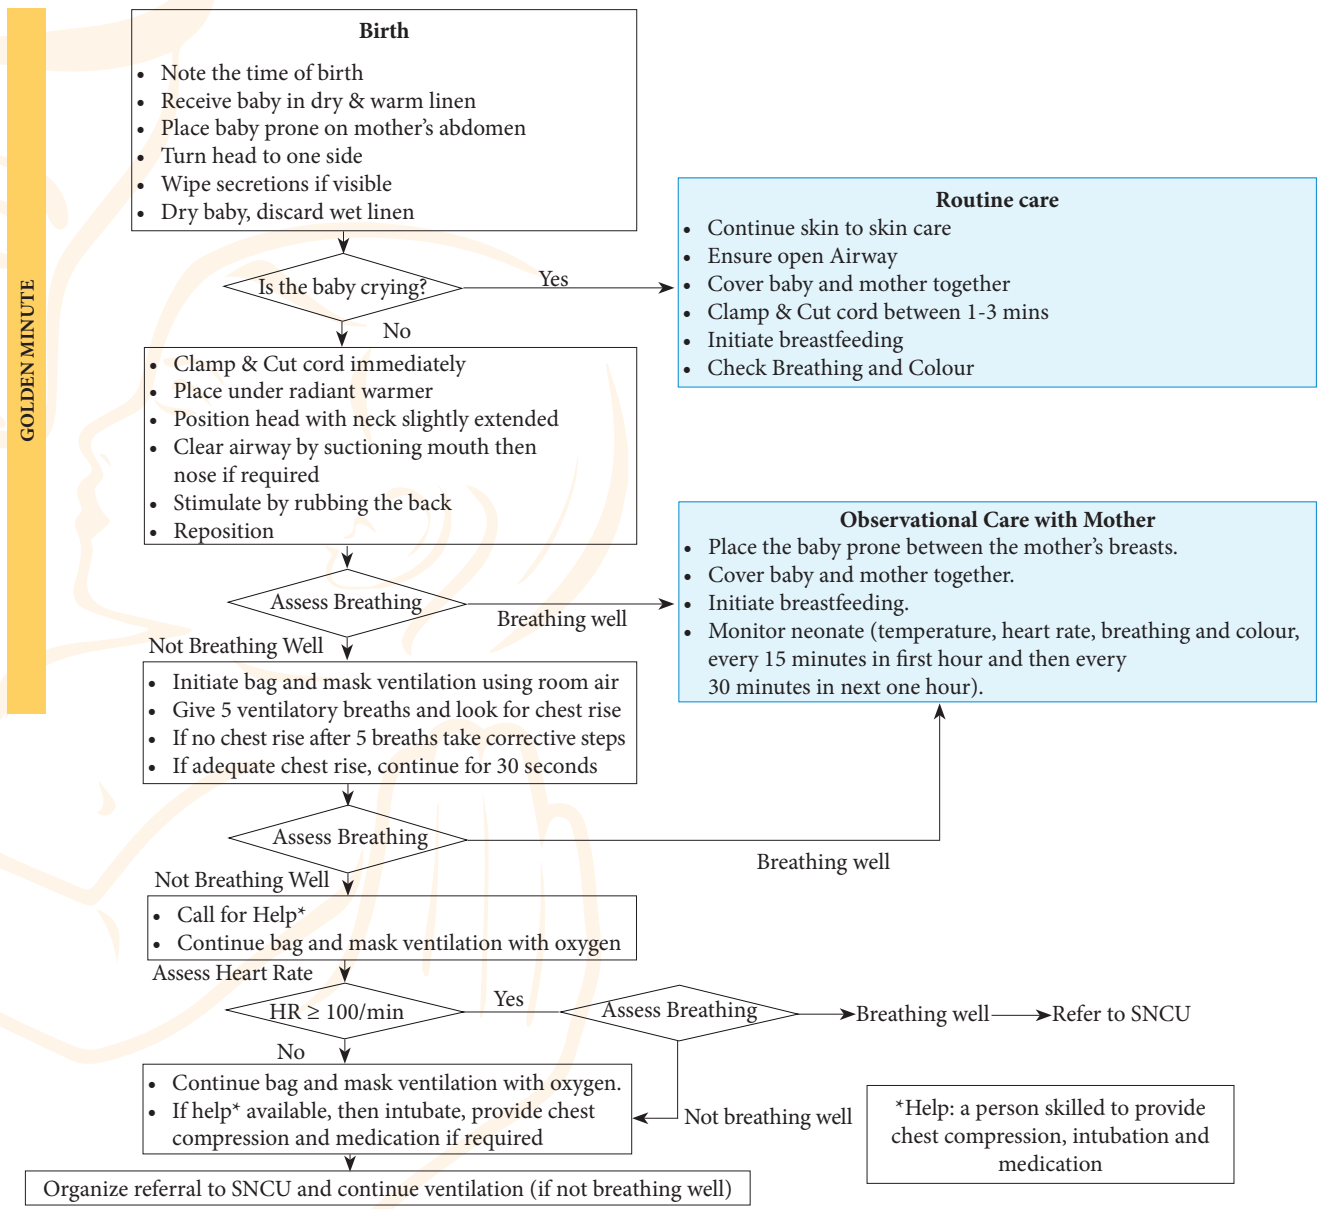 GOLDEN MINUTE
Birth
• Note the time of birth
• Receive baby in dry & warm linen
• Place baby prone on mother's abdomen
• Turn head to one side
• Wipe secretions if visible
• Dry baby, discard wet linen
Is the baby crying?
Yes
No
Routine care
• Continue skin to skin care
• Ensure open Airway
• Cover baby and mother together
• Clamp & Cut cord between 1-3 mins
• Initiate breastfeeding
• Check Breathing and Colour
• Clamp & Cut cord immediately
• Place under radiant warmer
• Position head with neck slightly extended
• Clear airway by suctioning mouth then
nose if required
• Stimulate by rubbing the back
• Reposition
Assess Breathing
Breathing well
Not Breathing Well
Observational Care with Mother
• Place the baby prone between the mother's breasts.
• Cover baby and mother together.
• Initiate breastfeeding.
• Monitor neonate (temperature, heart rate, breathing and colour,
every 15 minutes in first hour and then every
30 minutes in next one hour).
• Initiate bag and mask ventilation using room air
• Give 5 ventilatory breaths and look for chest rise
• If no chest rise after 5 breaths take corrective steps
• If adequate chest rise, continue for 30 seconds
Assess Breathing
Breathing well
Not Breathing Well
• Call for Help*
• Continue bag and mask ventilation with oxygen
Assess Heart Rate
HR ≥ 100/min
Yes
Assess Breathing
Breathing well
Refer to SNCU
No
• Continue bag and mask ventilation with oxygen.
• If help* available, then intubate, provide chest
compression and medication if required
Not breathing well
*Help: a person skilled to provide
chest compression, intubation and
medication
Organize referral to SNCU and continue ventilation (if not breathing well)